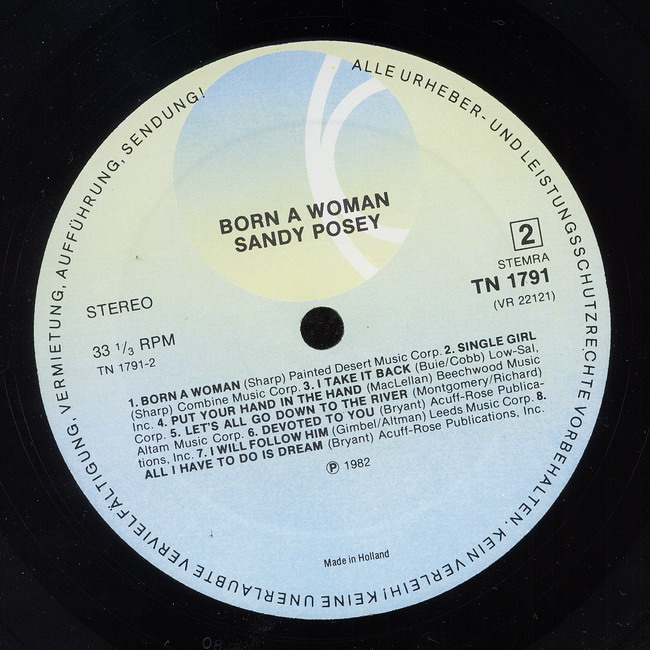 ALLE URHEBER- UND LEISTUNGSSCHUTZRECHTE VORBEHALTEN. KEIN VERLEIH! KEINE UNERLAUBTE VERVIELFÄLTIGUNG, VERMIETUNG, AUFFÜHRUNG, SENDUNG!
BORN A WOMAN
SANDY POSEY
2
STEMRA
TN 1791
(VR 22121)
STEREO
33 1/3 RPM
TN 1791-2
1. BORN A WOMAN (Sharp) Painted Desert Music Corp. 2. SINGLE GIRL
(Sharp) Combine Music Corp. 3. I TAKE IT BACK (Buie/Cobb) Low-Sal,
Inc. 4. PUT YOUR HAND IN THE HAND (MacLellan) Beechwood Music
Corp. 5. LET'S ALL GO DOWN TO THE RIVER (Montgomery/Richard)
Altam Music Corp. 6. DEVOTED TO YOU (Bryant) Acuff-Rose Publica-
tions, Inc. 7. I WILL FOLLOW HIM (Gimbel/Altman) Leeds Music Corp. 8.
ALL I HAVE TO DO IS DREAM (Bryant) Acuff-Rose Publications, Inc.
℗ 1982
Made in Holland